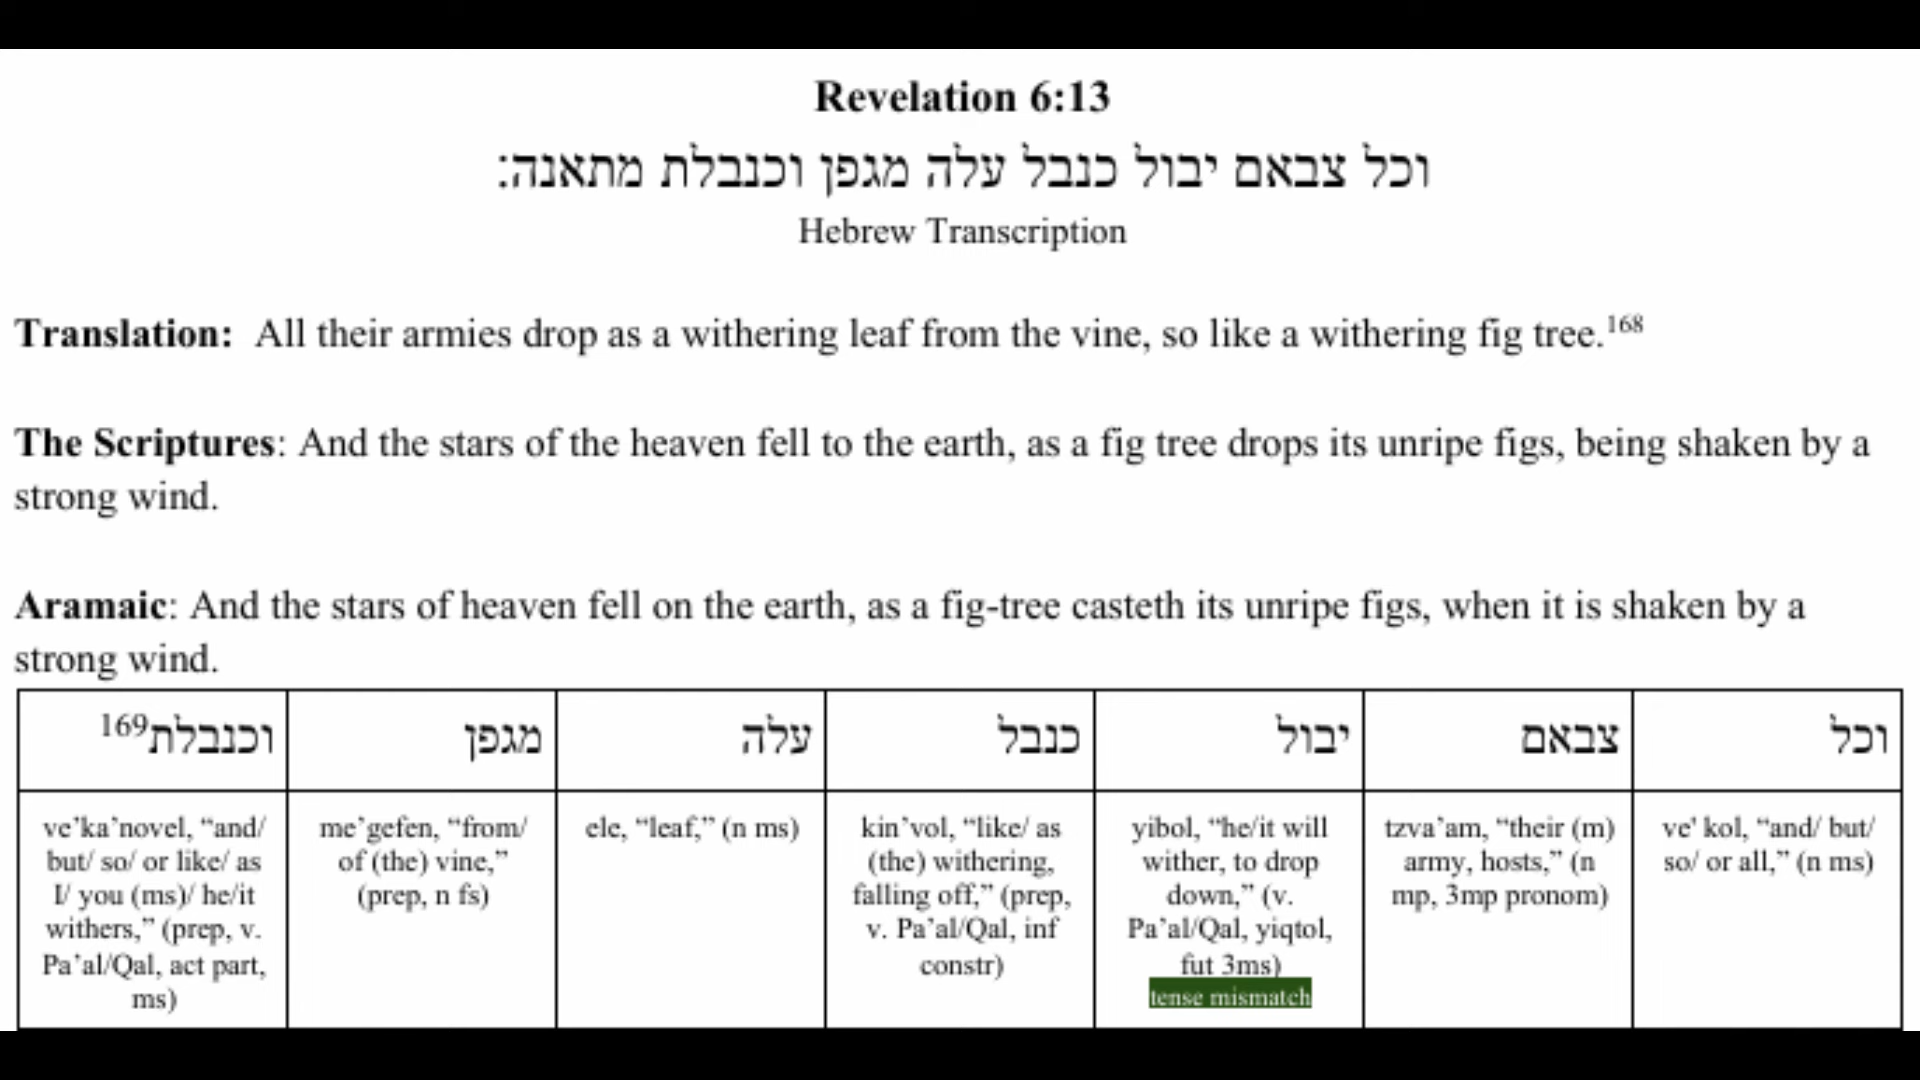 Revelation 6:13
וכל צבאם יבול כנבל עלה מגפן וכנבלת מתאנה:
Hebrew Transcription
Translation: All their armies drop as a withering leaf from the vine, so like a withering fig tree.168
The Scriptures: And the stars of the heaven fell to the earth, as a fig tree drops its unripe figs, being shaken by a
strong wind.
Aramaic: And the stars of heaven fell on the earth, as a fig-tree casteth its unripe figs, when it is shaken by a
strong wind.
וכל
צבאם
יבול
כנבל
עלה
מגפן
וכנבלת169
ve' kol, “and/ but/
so/ or all,” (n ms)
tzva’am, “their (m)
army, hosts,” (n
mp, 3mp pronom)
yibol, “he/it will
wither, to drop
down,” (v.
Pa’al/Qal, yiqtol,
fut 3ms)
tense mismatch
kin’vol, “like/ as
(the) withering,
falling off,” (prep,
v. Pa’al/Qal, inf
constr)
ele, “leaf,” (n ms)
me’gefen, “from/
of (the) vine,”
(prep, n fs)
ve’ka’novel, “and/
but/ so/ or like/ as
I/ you (ms)/ he/it
withers,” (prep, v.
Pa’al/Qal, act part,
ms)